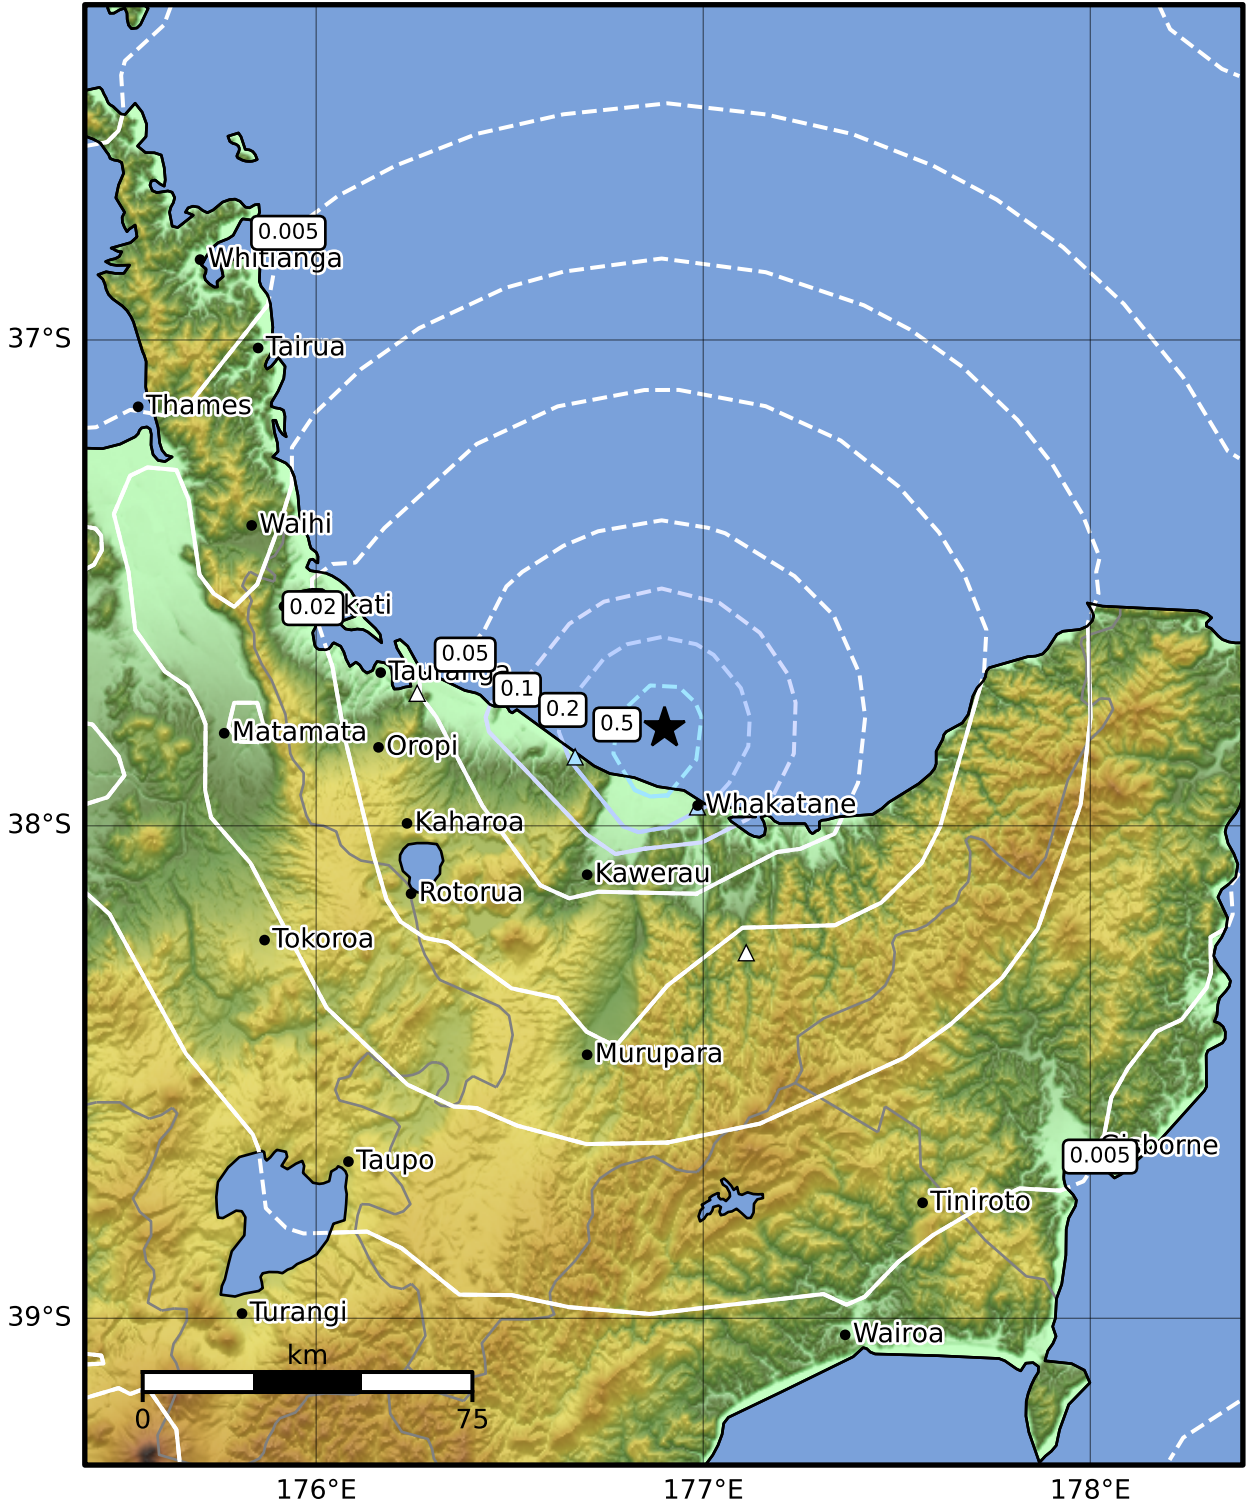 0.005
Whitianga
37°S
Tairua
Thames
Waihi
0.02
kati
0.05
Tauranga
0.1
0.2
0.5
Matamata
Oropi
Whakatane
38°S
Kaharoa
Kawerau
Rotorua
Tokoroa
Murupara
0.005
Gisborne
Taupo
Tiniroto
39°S
Turangi
Wairoa
km
0
75
176°E
177°E
178°E